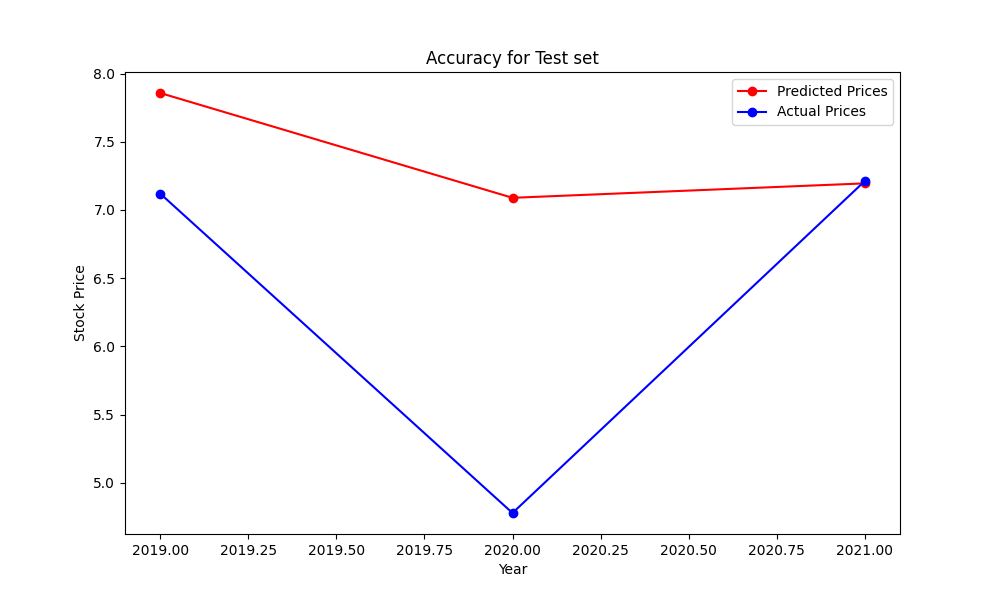 Accuracy for Test set
Predicted Prices
Actual Prices
8.0
7.5
7.0
6.5
6.0
5.5
5.0
Stock Price
2019.00 2019.25 2019.50 2019.75 2020.00 2020.25 2020.50 2020.75 2021.00
Year